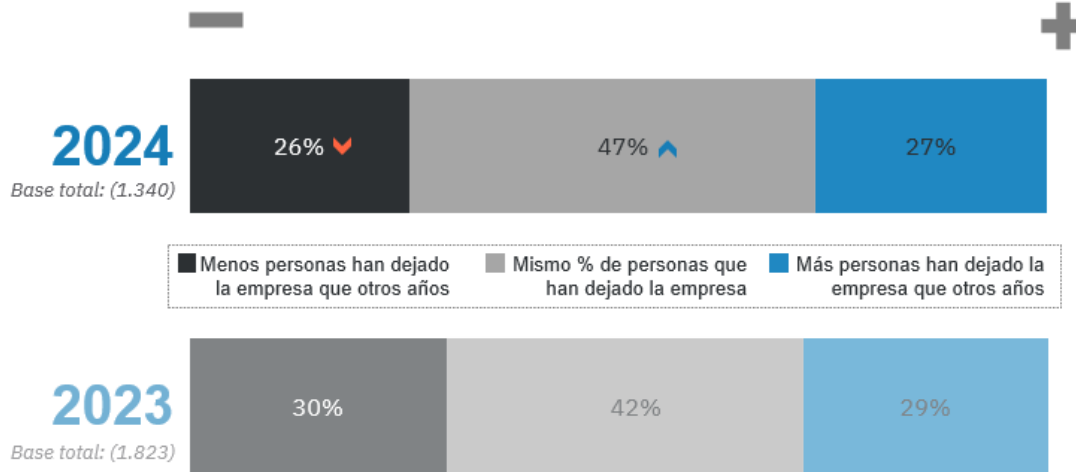 2024
Base total: (1.340)
26%
47%
27%
Menos personas han dejado
la empresa que otros años
Mismo % de personas que
han dejado la empresa
Más personas han dejado la
empresa que otros años
2023
Base total: (1.823)
30%
42%
29%